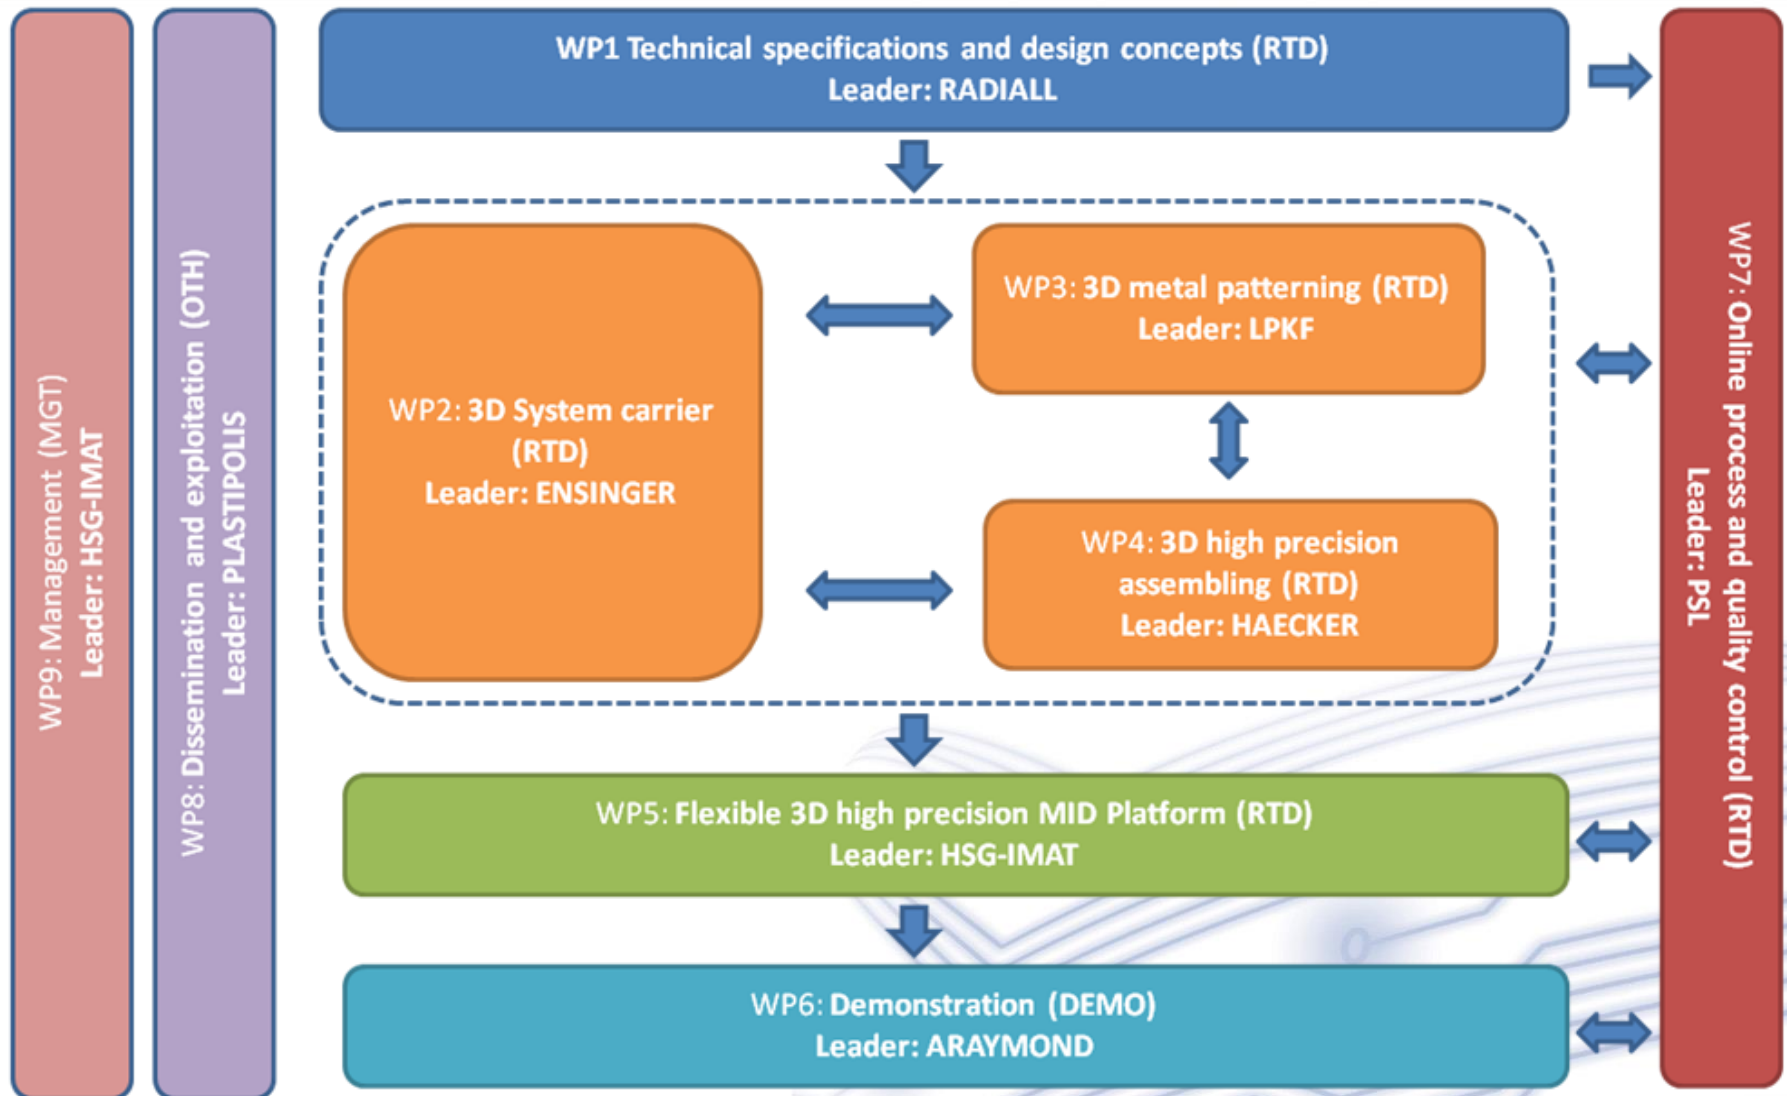 WP9: Management (MGT)
Leader: HSG-IMAT
WP8: Dissemination and exploitation (OTH)
Leader: PLASTIPOLIS
WP1 Technical specifications and design concepts (RTD)
Leader: RADIALL
WP2: 3D System carrier
(RTD)
Leader: ENSINGER
WP3: 3D metal patterning (RTD)
Leader: LPKF
WP4: 3D high precision
assembling (RTD)
Leader: HAECKER
WP5: Flexible 3D high precision MID Platform (RTD)
Leader: HSG-IMAT
WP6: Demonstration (DEMO)
Leader: ARAYMOND
WP7: Online process and quality control (RTD)
Leader: PSL